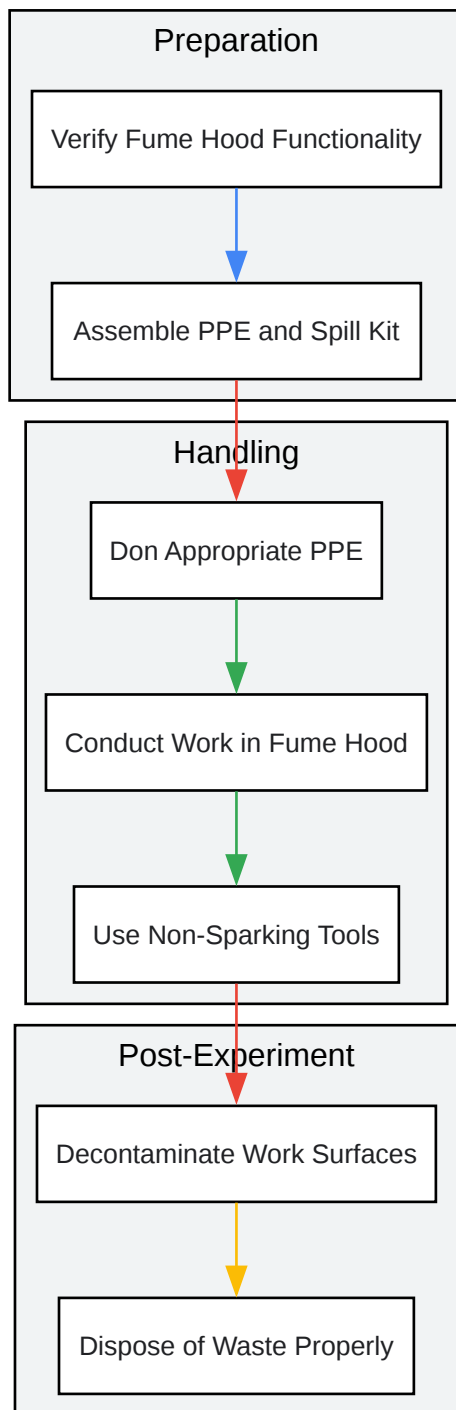 Preparation
Verify Fume Hood Functionality
Assemble PPE and Spill Kit
Handling
Don Appropriate PPE
Conduct Work in Fume Hood
Use Non-Sparking Tools
Post-Experiment
Decontaminate Work Surfaces
Dispose of Waste Properly